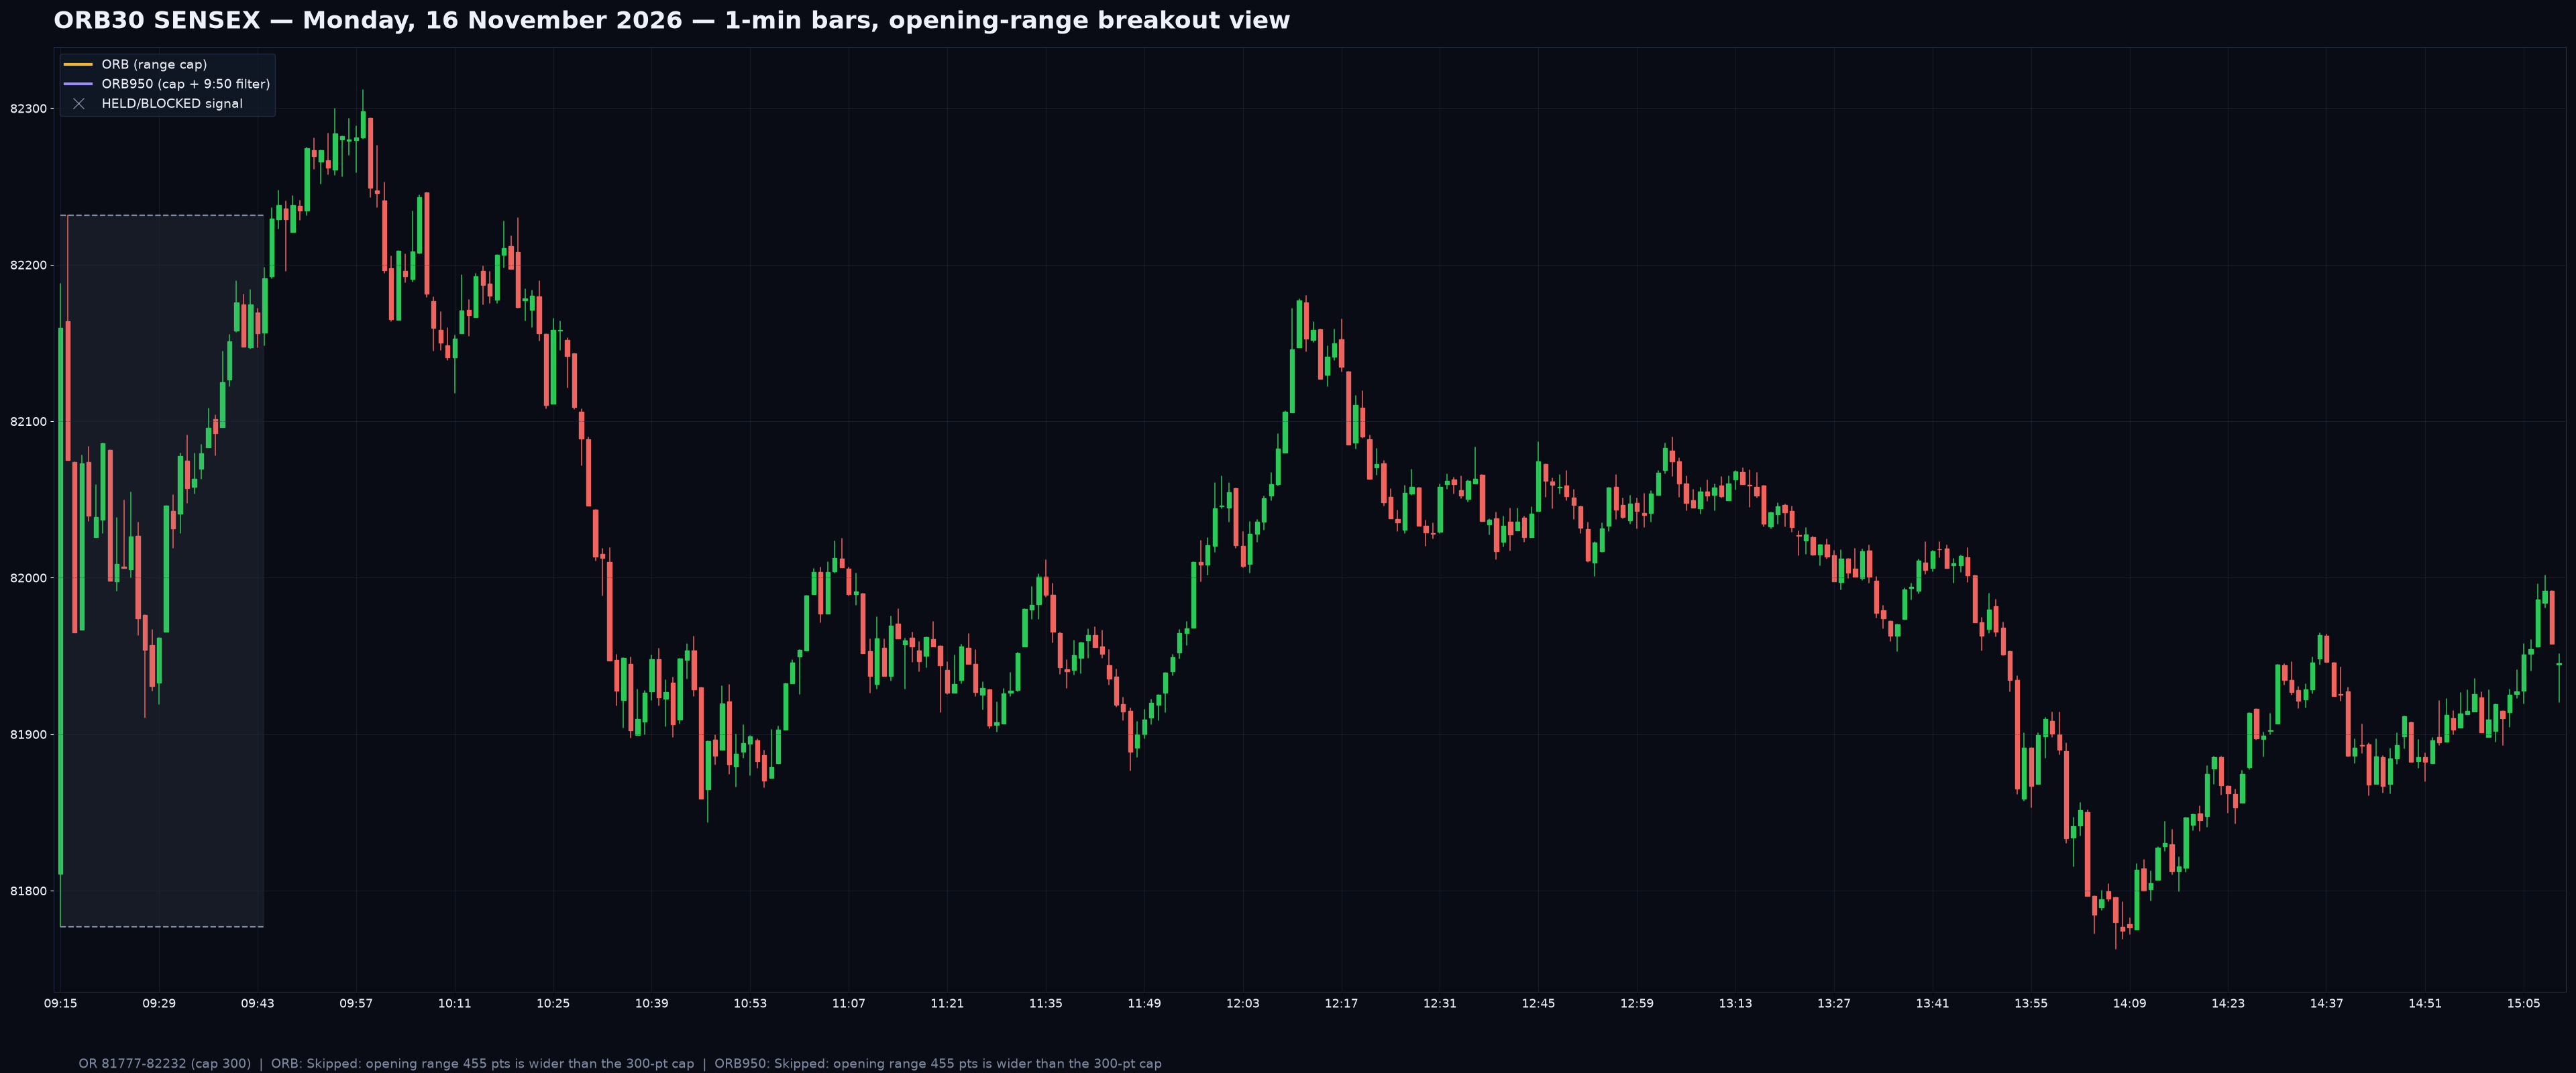 ORB30 SENSEX — Monday, 16 November 2026 — 1-min bars, opening-range breakout view
ORB (range cap)
ORB950 (cap + 9:50 filter)
HELD/BLOCKED signal
82300
82200
82100
82000
81900
81800
09:15 09:29 09:43 09:57 10:11 10:25 10:39 10:53 11:07 11:21 11:35 11:49 12:03 12:17 12:31 12:45 12:59 13:13 13:27 13:41 13:55 14:09 14:23 14:37 14:51 15:05
OR 81777-82232 (cap 300) | ORB: Skipped: opening range 455 pts is wider than the 300-pt cap | ORB950: Skipped: opening range 455 pts is wider than the 300-pt cap